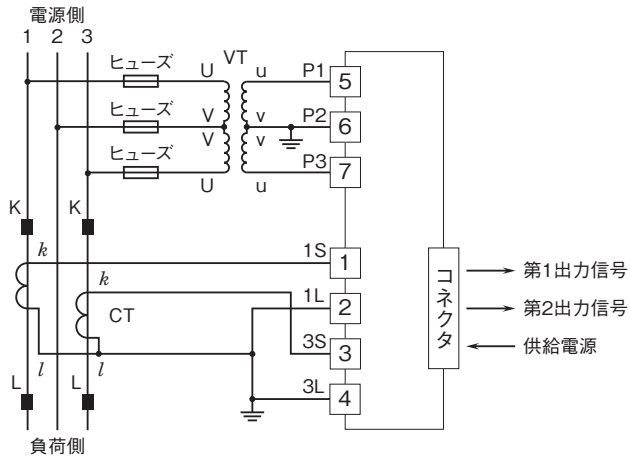 電源側
1 2 3
ヒューズ
ヒューズ
ヒューズ
VT
U u
V v
V v
U u
P1 5
P2 6
P3 7
K K
k
k
CT
l l
L L
1S 1
1L 2
3S 3
3L 4
コネクタ
第1出力信号
第2出力信号
供給電源
負荷側